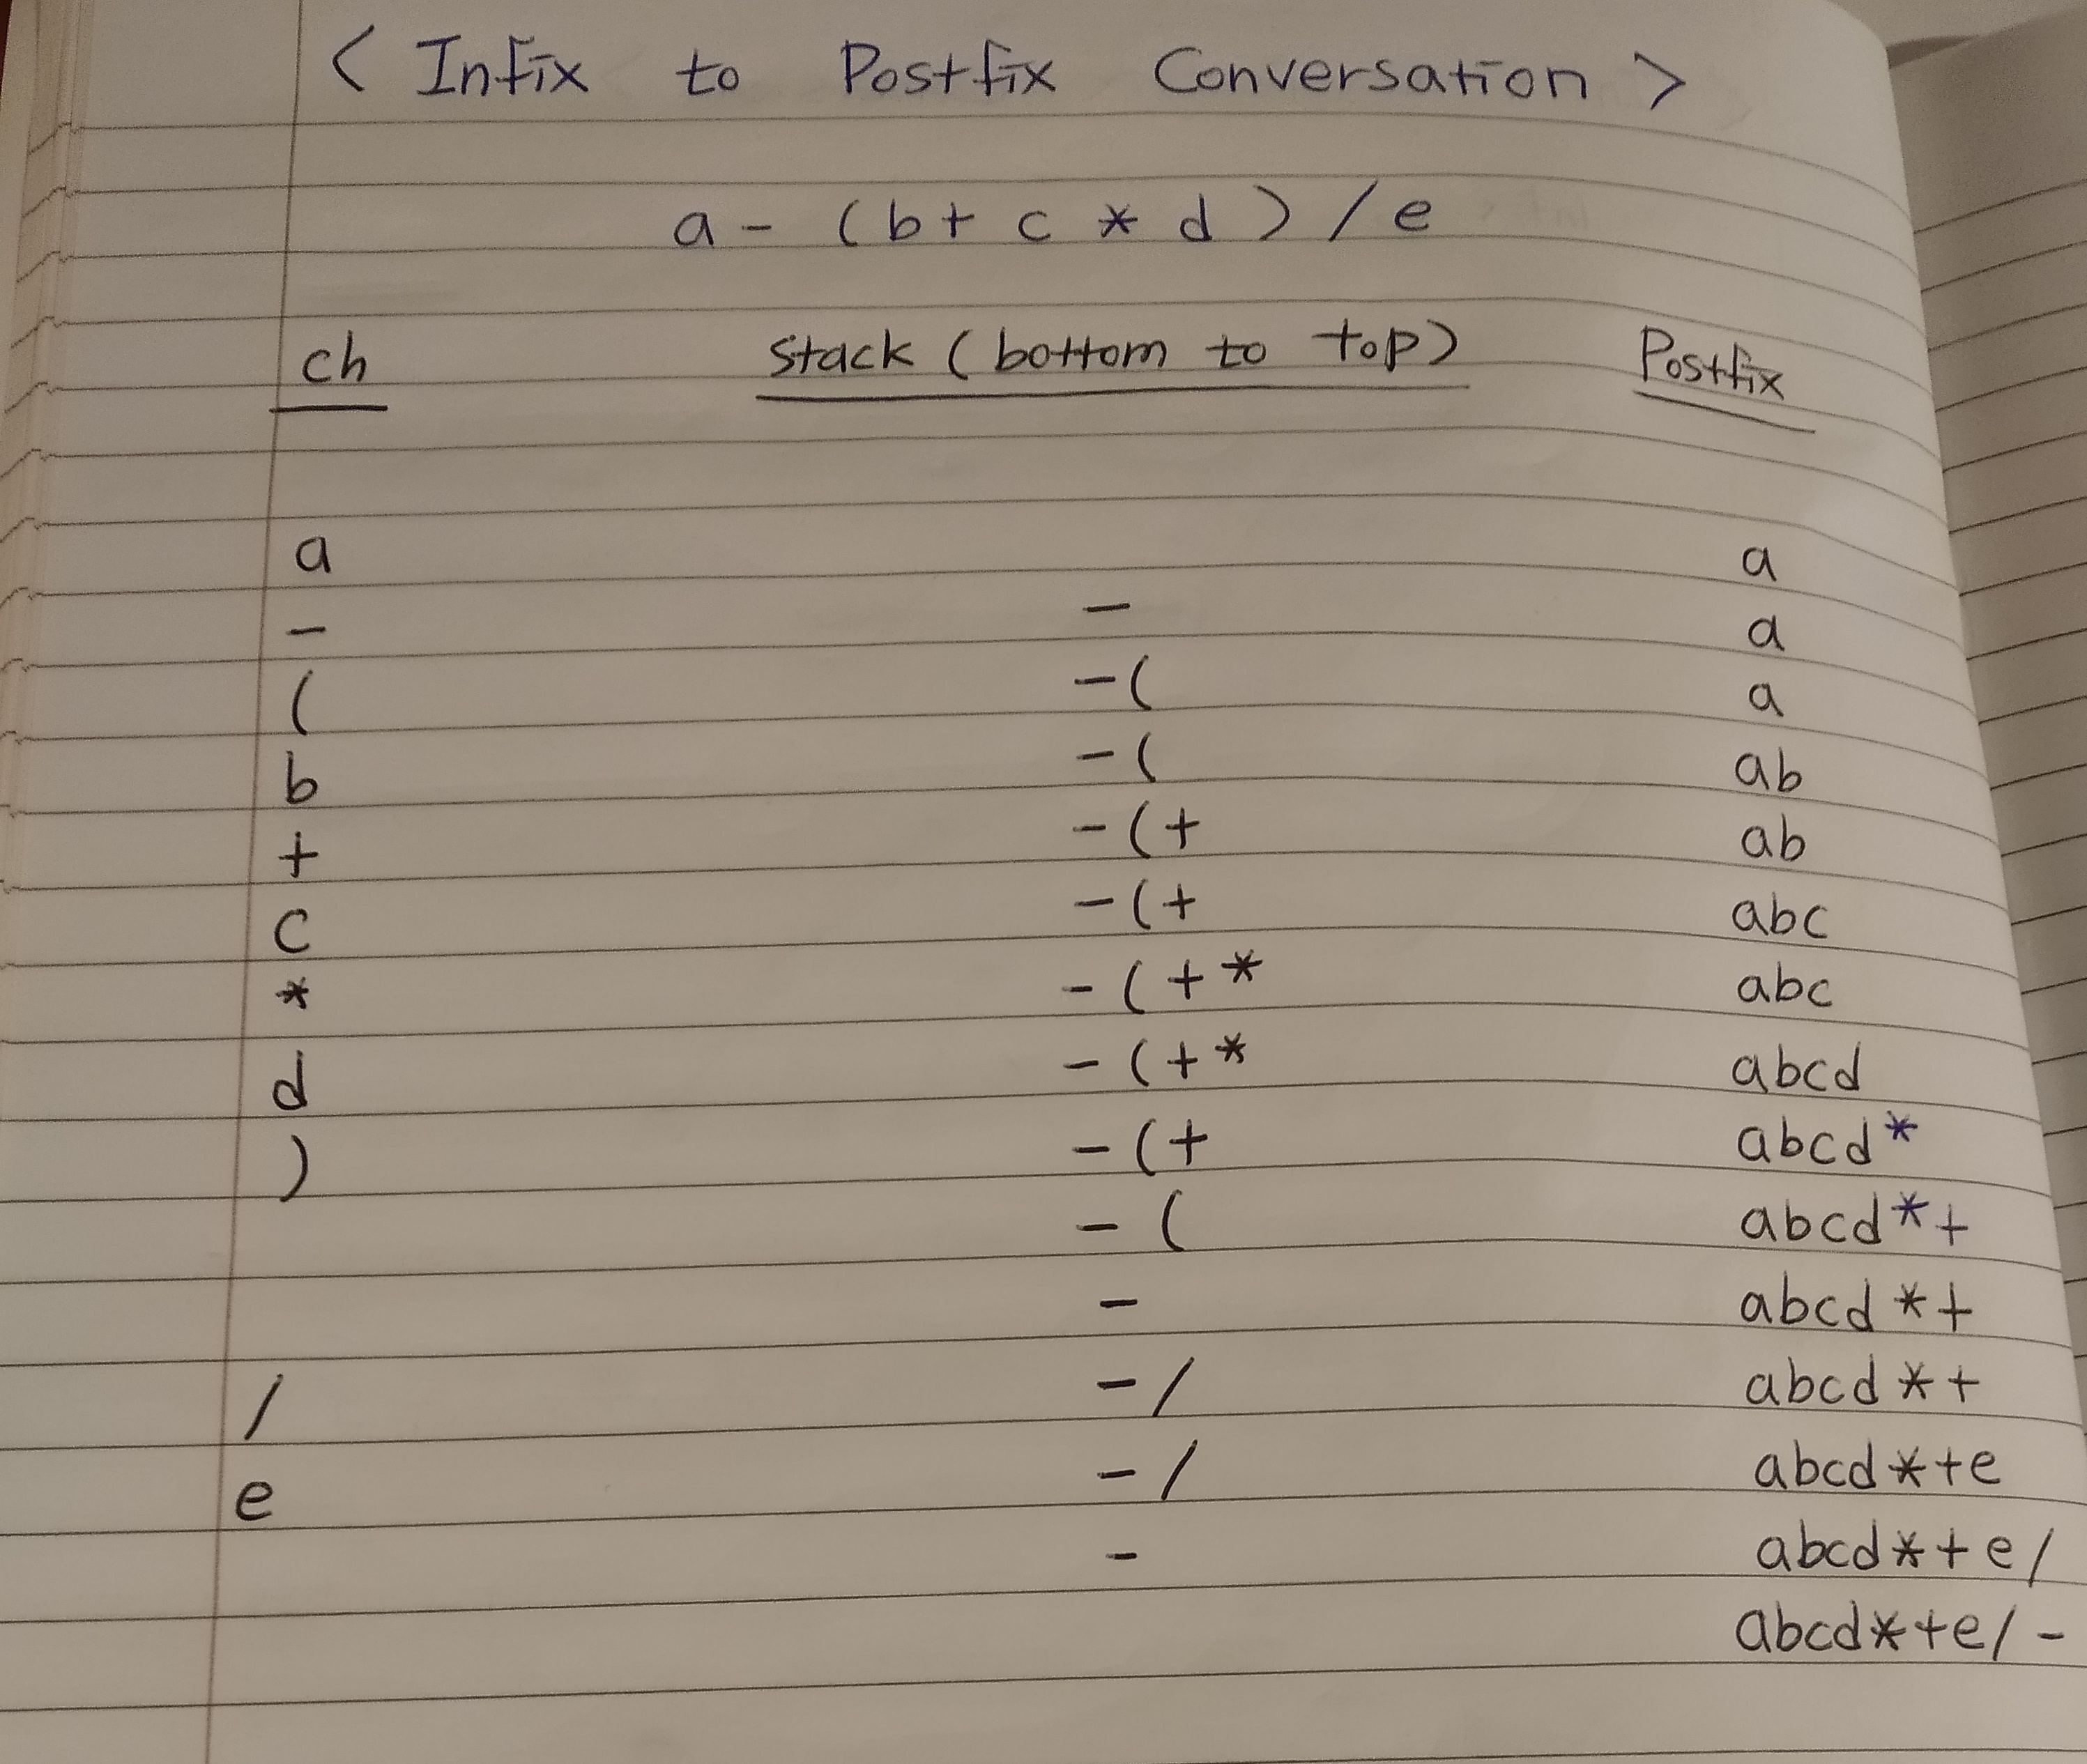 < Infix to Postfix Conversation >
a - ( b + c * d ) / e
ch stack ( bottom to top ) Postfix
a a
- - a
( - ( a
b - ( ab
+ - ( + ab
c - ( + abc
* - ( + * abc
d - ( + * abcd
) - ( + abcd*
- ( abcd*+
- abcd*+
/ - / abcd*+
e - / abcd*+e
- abcd*+e/
abcd*+e/-